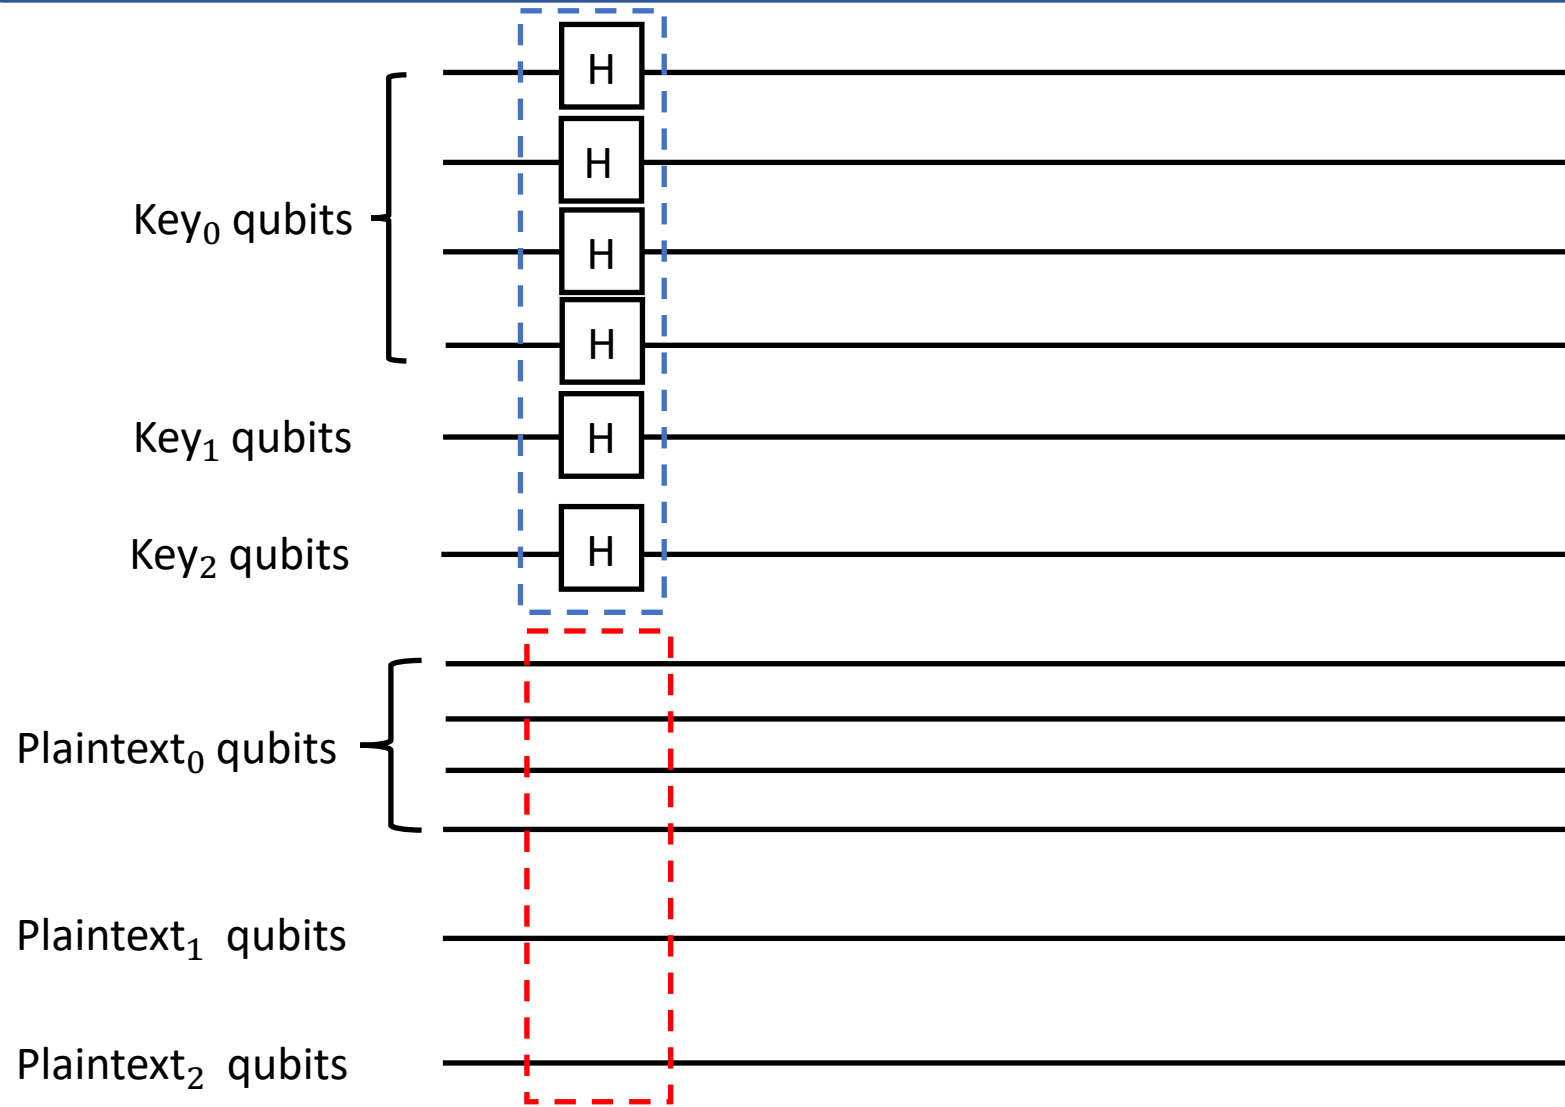 H
H
Key₀ qubits
H
H
Key₁ qubits H
Key₂ qubits H
Plaintext₀ qubits
Plaintext₁ qubits
Plaintext₂ qubits